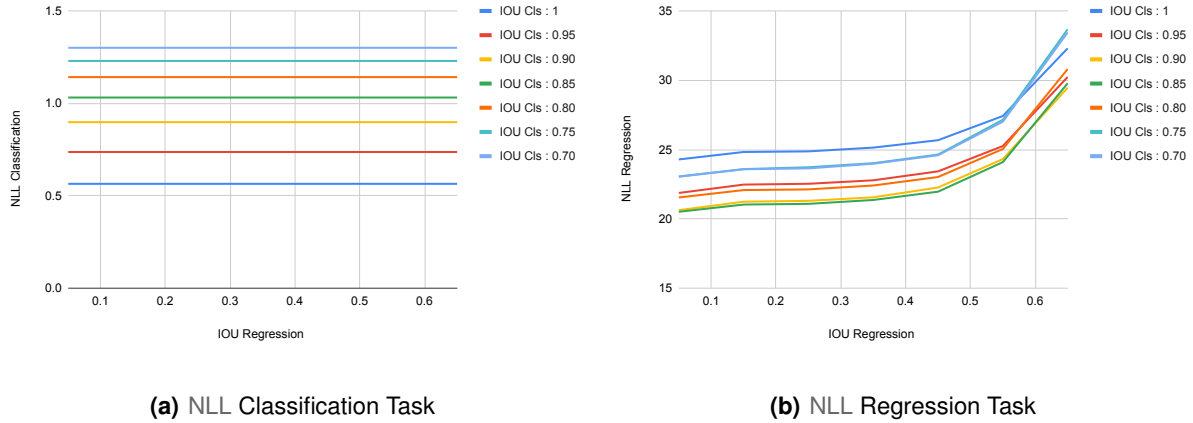 1.5
1.0
0.5
0.0
NLL Classification
0.1 0.2 0.3 0.4 0.5 0.6
IOU Regression
IOU Cls : 1
IOU Cls : 0.95
IOU Cls : 0.90
IOU Cls : 0.85
IOU Cls : 0.80
IOU Cls : 0.75
IOU Cls : 0.70
(a) NLL Classification Task
35
30
25
20
15
NLL Regression
0.1 0.2 0.3 0.4 0.5 0.6
IOU Regression
IOU Cls : 1
IOU Cls : 0.95
IOU Cls : 0.90
IOU Cls : 0.85
IOU Cls : 0.80
IOU Cls : 0.75
IOU Cls : 0.70
(b) NLL Regression Task